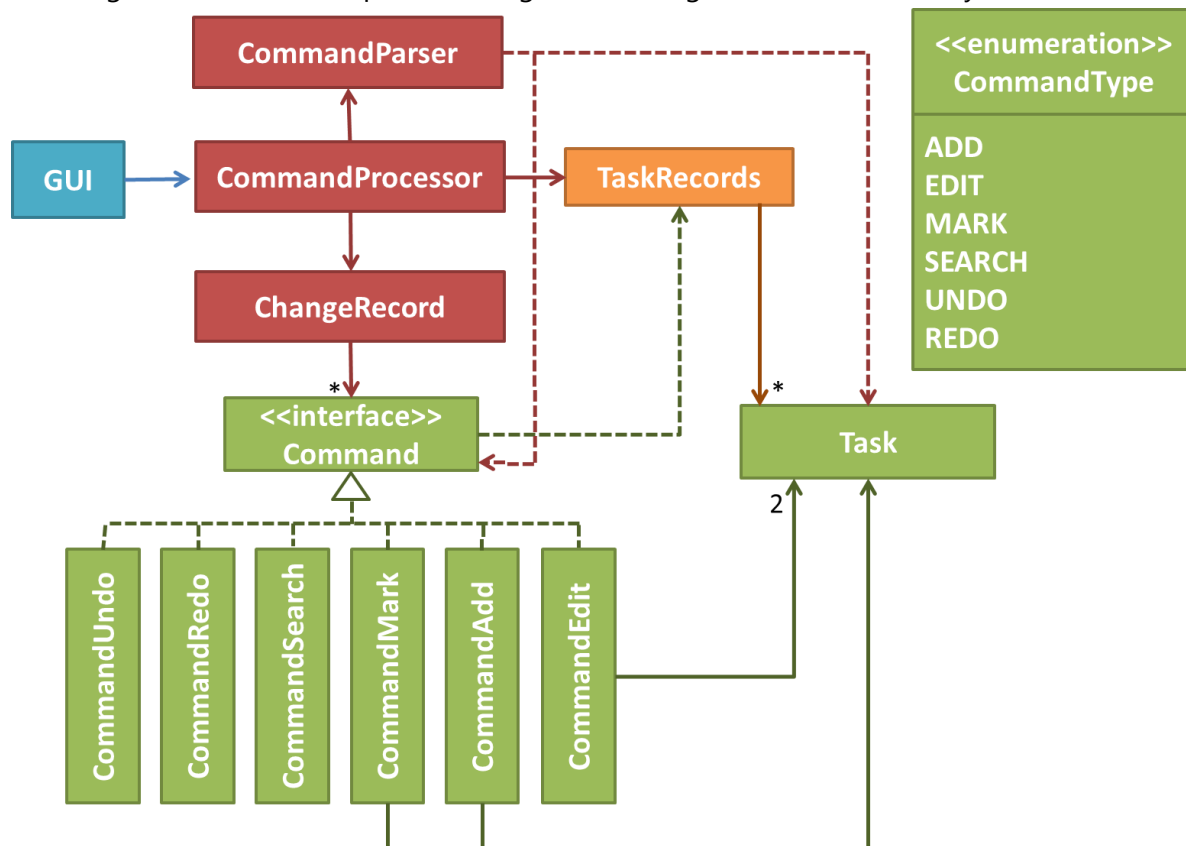 CommandParser
<<enumeration>>
CommandType
ADD
EDIT
MARK
SEARCH
UNDO
REDO
GUI
CommandProcessor
TaskRecords
ChangeRecord
*
<<interface>>
Command
*
Task
2
CommandUndo
CommandRedo
CommandSearch
CommandMark
CommandAdd
CommandEdit